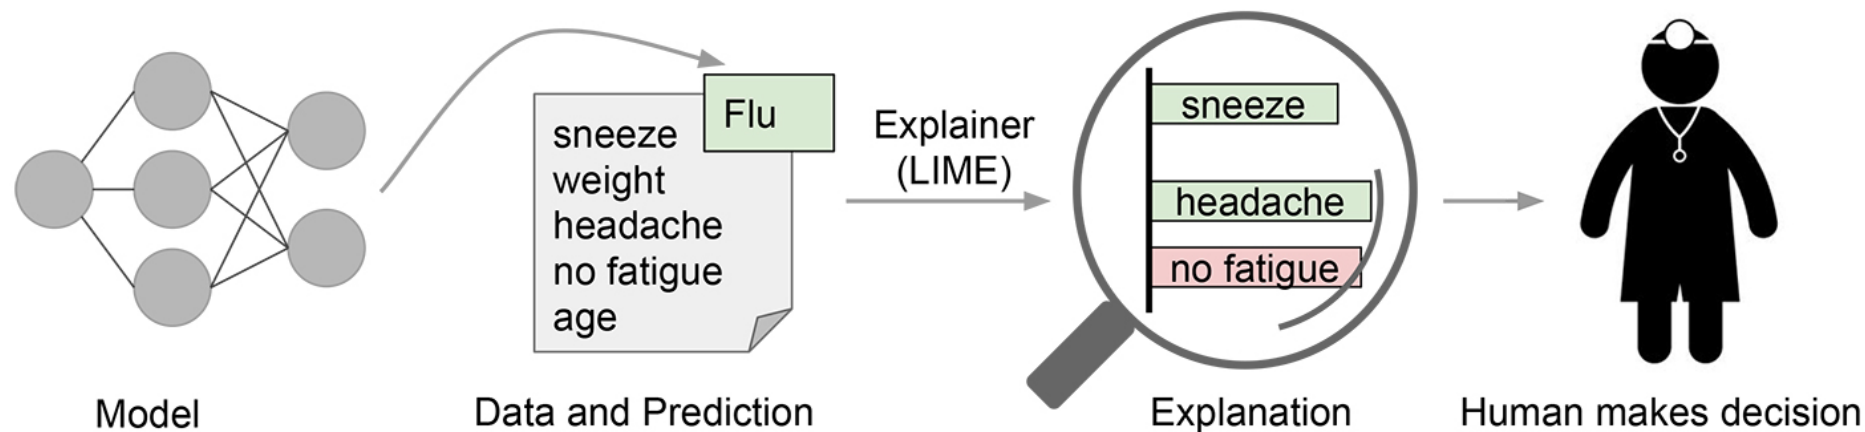 Flu
sneeze
weight
headache
no fatigue
age
Explainer
(LIME)
sneeze
headache
no fatigue
Model
Data and Prediction
Explanation
Human makes decision